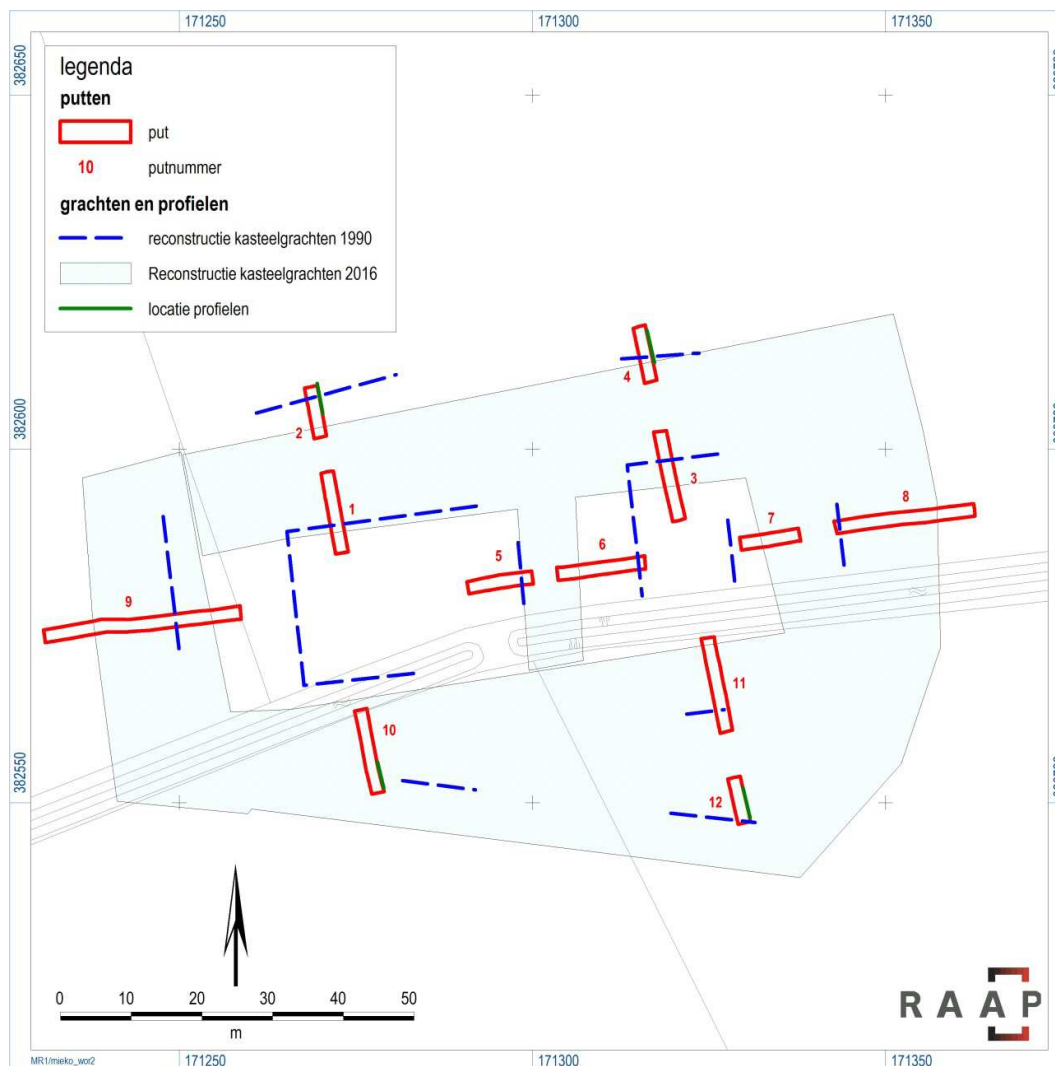 171250
171300
171350
382650
legenda
putten
put
10
putnummer
grachten en profielen
reconstructie kasteelgrachten 1990
Reconstructie kasteelgrachten 2016
locatie profielen
4
2
382600
3
1
8
7
6
5
9
11
10
382550
12
0 10 20 30 40 50
m
RAAP
MR1/mieko_wor2
171250
171300
171350